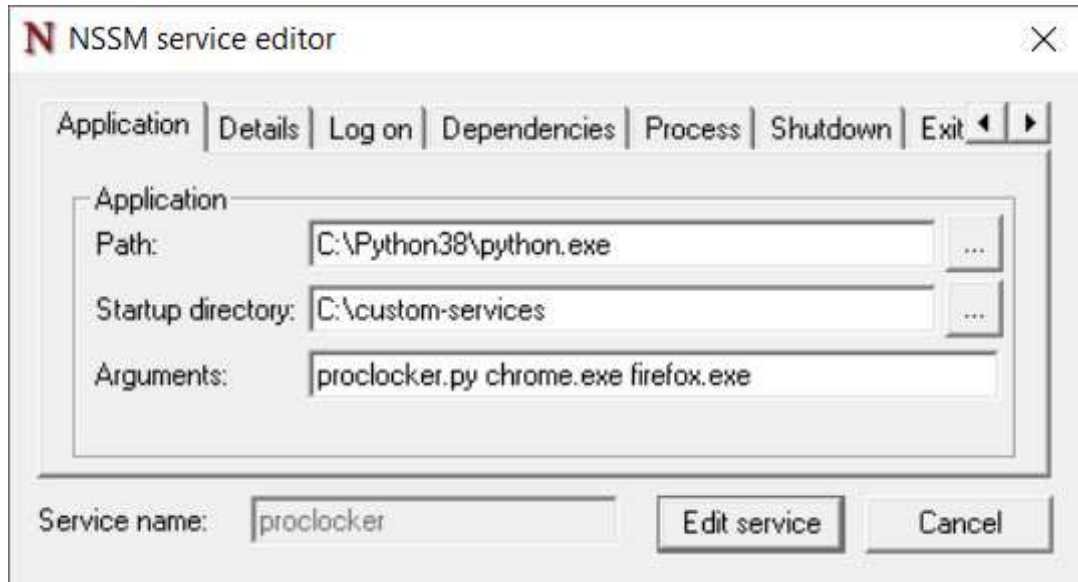 N NSSM service editor
Application Details Log on Dependencies Process Shutdown Exit
Application
Path: C:\Python38\python.exe ...
Startup directory: C:\custom-services ...
Arguments: proclocker.py chrome.exe firefox.exe
Service name: proclocker Edit service Cancel